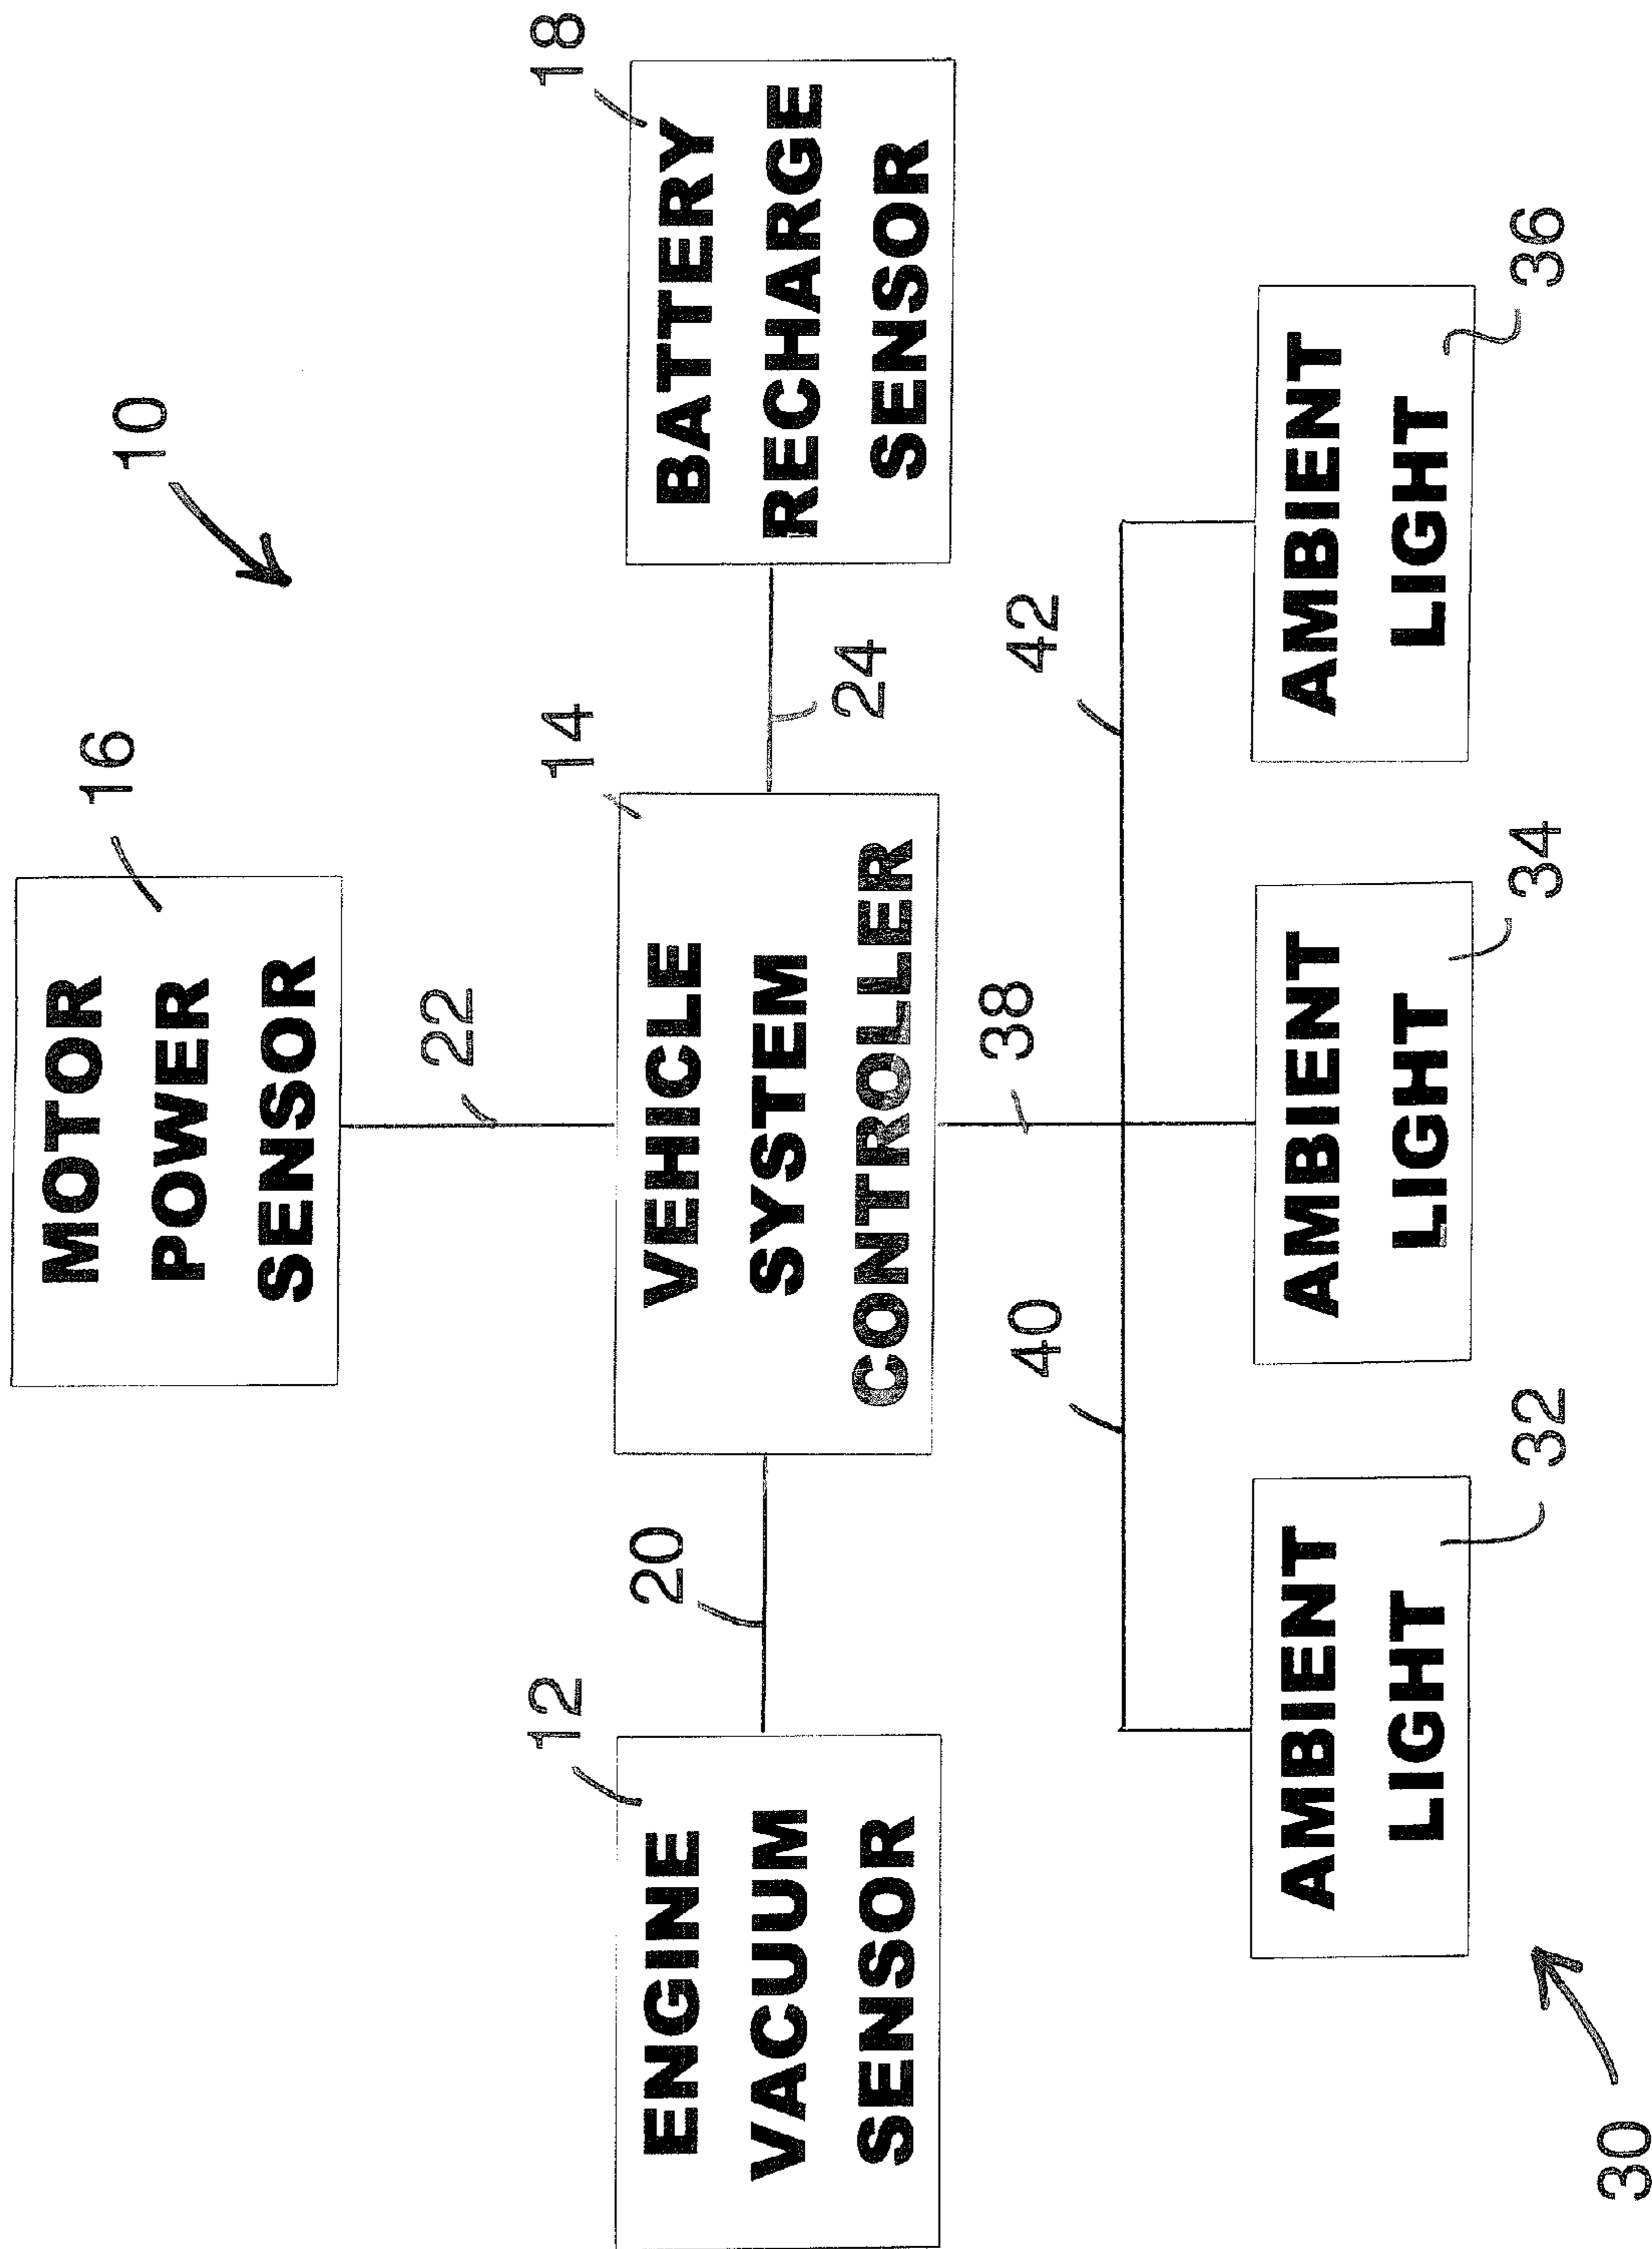 10
16
MOTOR
POWER
SENSOR
22
12
ENGINE
VACUUM
SENSOR
20
14
VEHICLE
SYSTEM
CONTROLLER
24
18
BATTERY
RECHARGE
SENSOR
38
40
42
AMBIENT
LIGHT
32
AMBIENT
LIGHT
34
AMBIENT
LIGHT
36
30